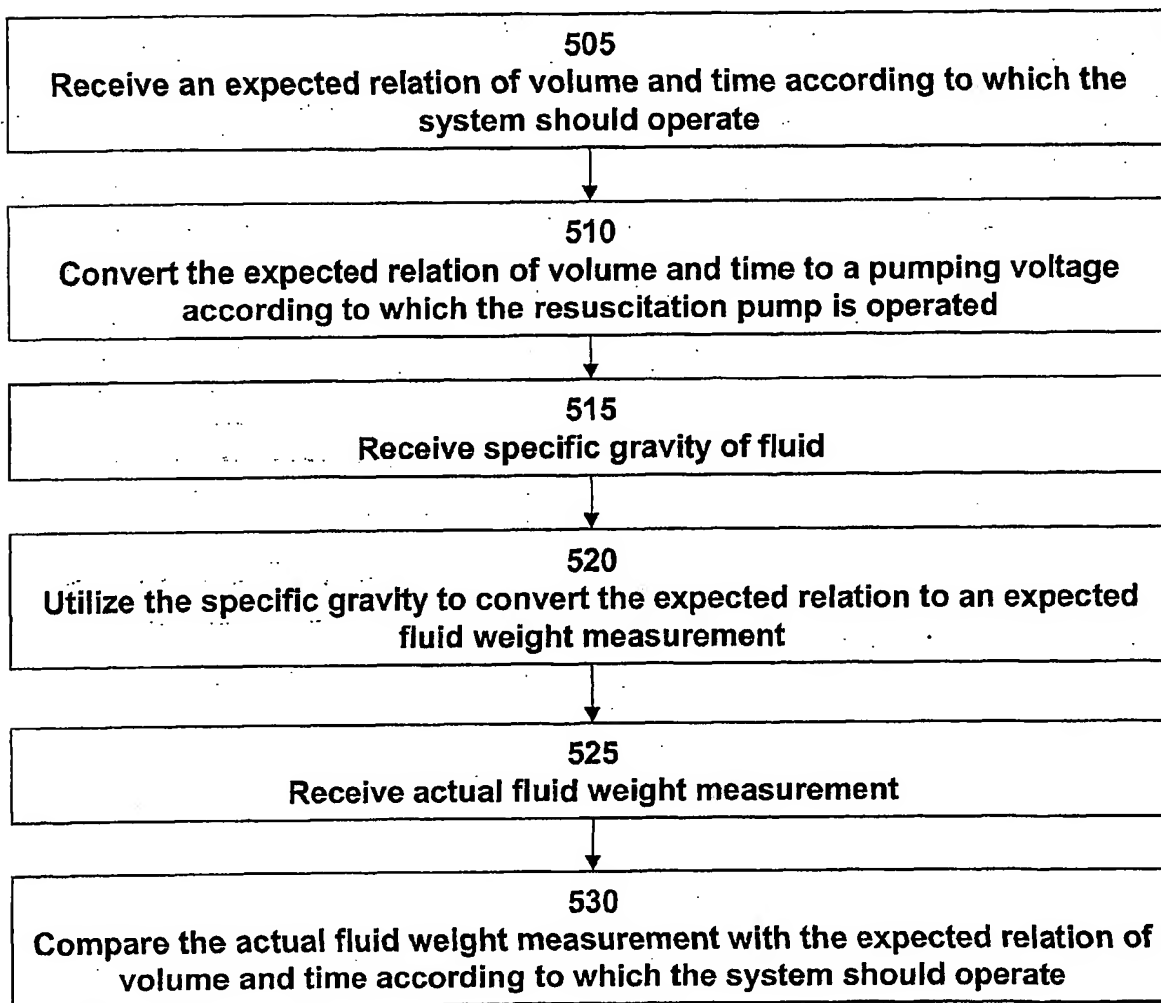 505
Receive an expected relation of volume and time according to which the
system should operate
510
Convert the expected relation of volume and time to a pumping voltage
according to which the resuscitation pump is operated
515
Receive specific gravity of fluid
520
Utilize the specific gravity to convert the expected relation to an expected
fluid weight measurement
525
Receive actual fluid weight measurement
530
Compare the actual fluid weight measurement with the expected relation of
volume and time according to which the system should operate